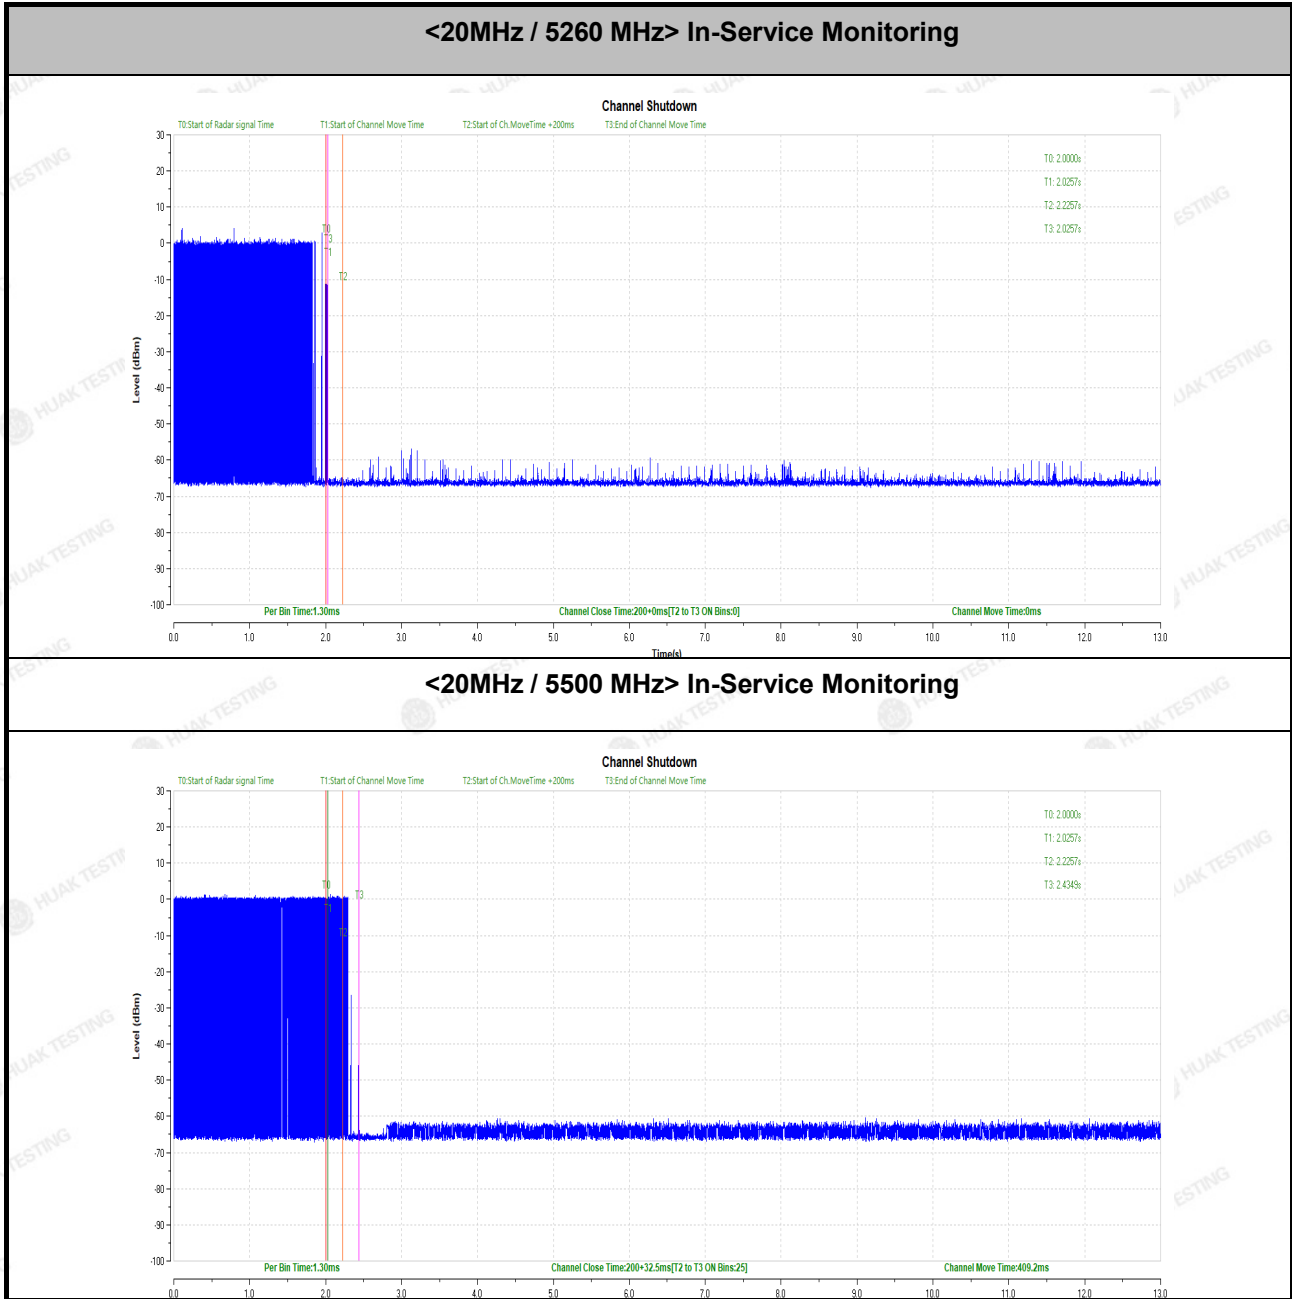 <20MHz / 5260 MHz> In-Service Monitoring
Channel Shutdown
T0:Start of Radar signal Time T1:Start of Channel Move Time T2:Start of Ch.MoveTime +200ms T3:End of Channel Move Time
30
20
10
0
-10
-20
-30
-40
-50
-60
-70
-80
-90
-100
Level (dBm)
T0: 2.0000s
T1: 2.0257s
T2: 2.2257s
T3: 2.0257s
T0
T3
T1
T2
Per Bin Time:1.30ms Channel Close Time:200+0ms[T2 to T3 ON Bins:0] Channel Move Time:0ms
0.0 1.0 2.0 3.0 4.0 5.0 6.0 7.0 8.0 9.0 10.0 11.0 12.0 13.0
Time(s)
<20MHz / 5500 MHz> In-Service Monitoring
Channel Shutdown
T0:Start of Radar signal Time T1:Start of Channel Move Time T2:Start of Ch.MoveTime +200ms T3:End of Channel Move Time
30
20
10
0
-10
-20
-30
-40
-50
-60
-70
-80
-90
-100
Level (dBm)
T0: 2.0000s
T1: 2.0257s
T2: 2.2257s
T3: 2.4349s
T0
T3
T1
T2
Per Bin Time:1.30ms Channel Close Time:200+32.5ms[T2 to T3 ON Bins:25] Channel Move Time:409.2ms
0.0 1.0 2.0 3.0 4.0 5.0 6.0 7.0 8.0 9.0 10.0 11.0 12.0 13.0
HUAK TESTING